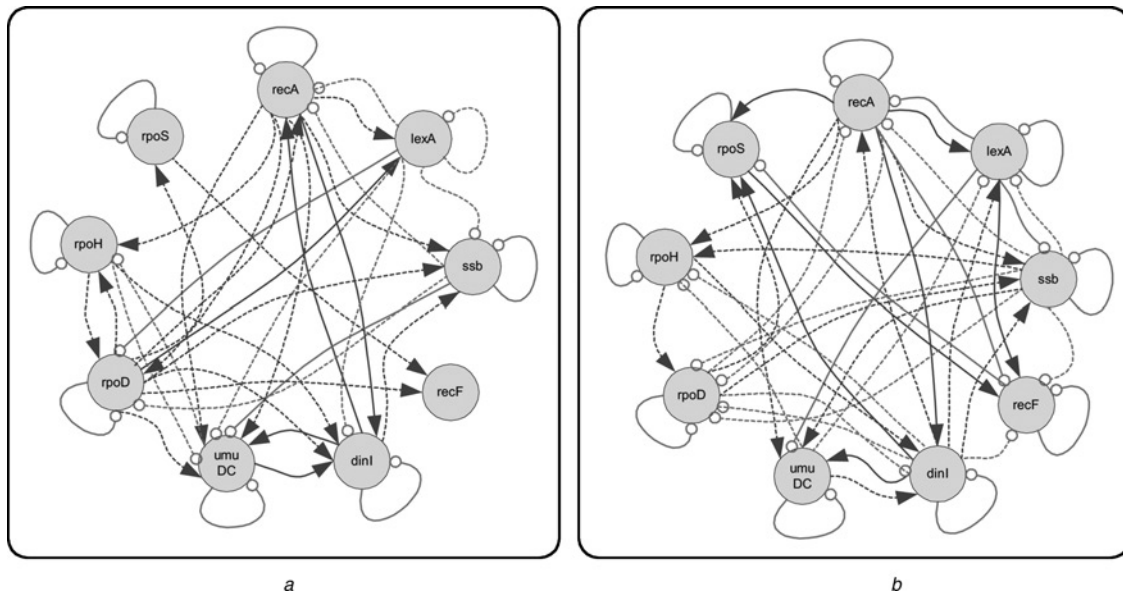 recA
lexA
rpoS
rpoH
ssb
rpoD
recF
umu
DC
dinI
a
recA
rpoS
lexA
rpoH
ssb
rpoD
recF
umu
DC
dinI
b